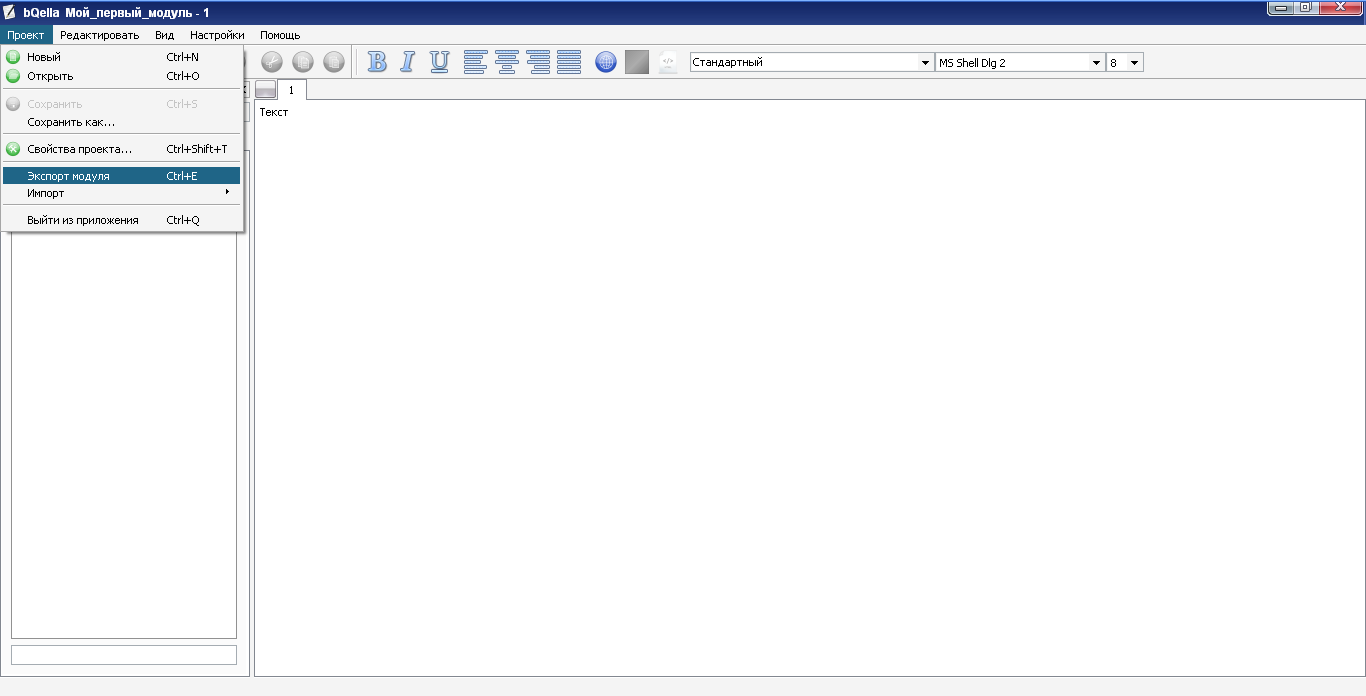 bQella Мой_первый_модуль - 1
Проект Редактировать Вид Настройки Помощь
Новый Ctrl+N
Открыть Ctrl+O
Сохранить Ctrl+S
Сохранить как...
Свойства проекта... Ctrl+Shift+T
Экспорт модуля Ctrl+E
Импорт
Выйти из приложения Ctrl+Q
B I U
Стандартный MS Shell Dlg 2 8
1
Текст